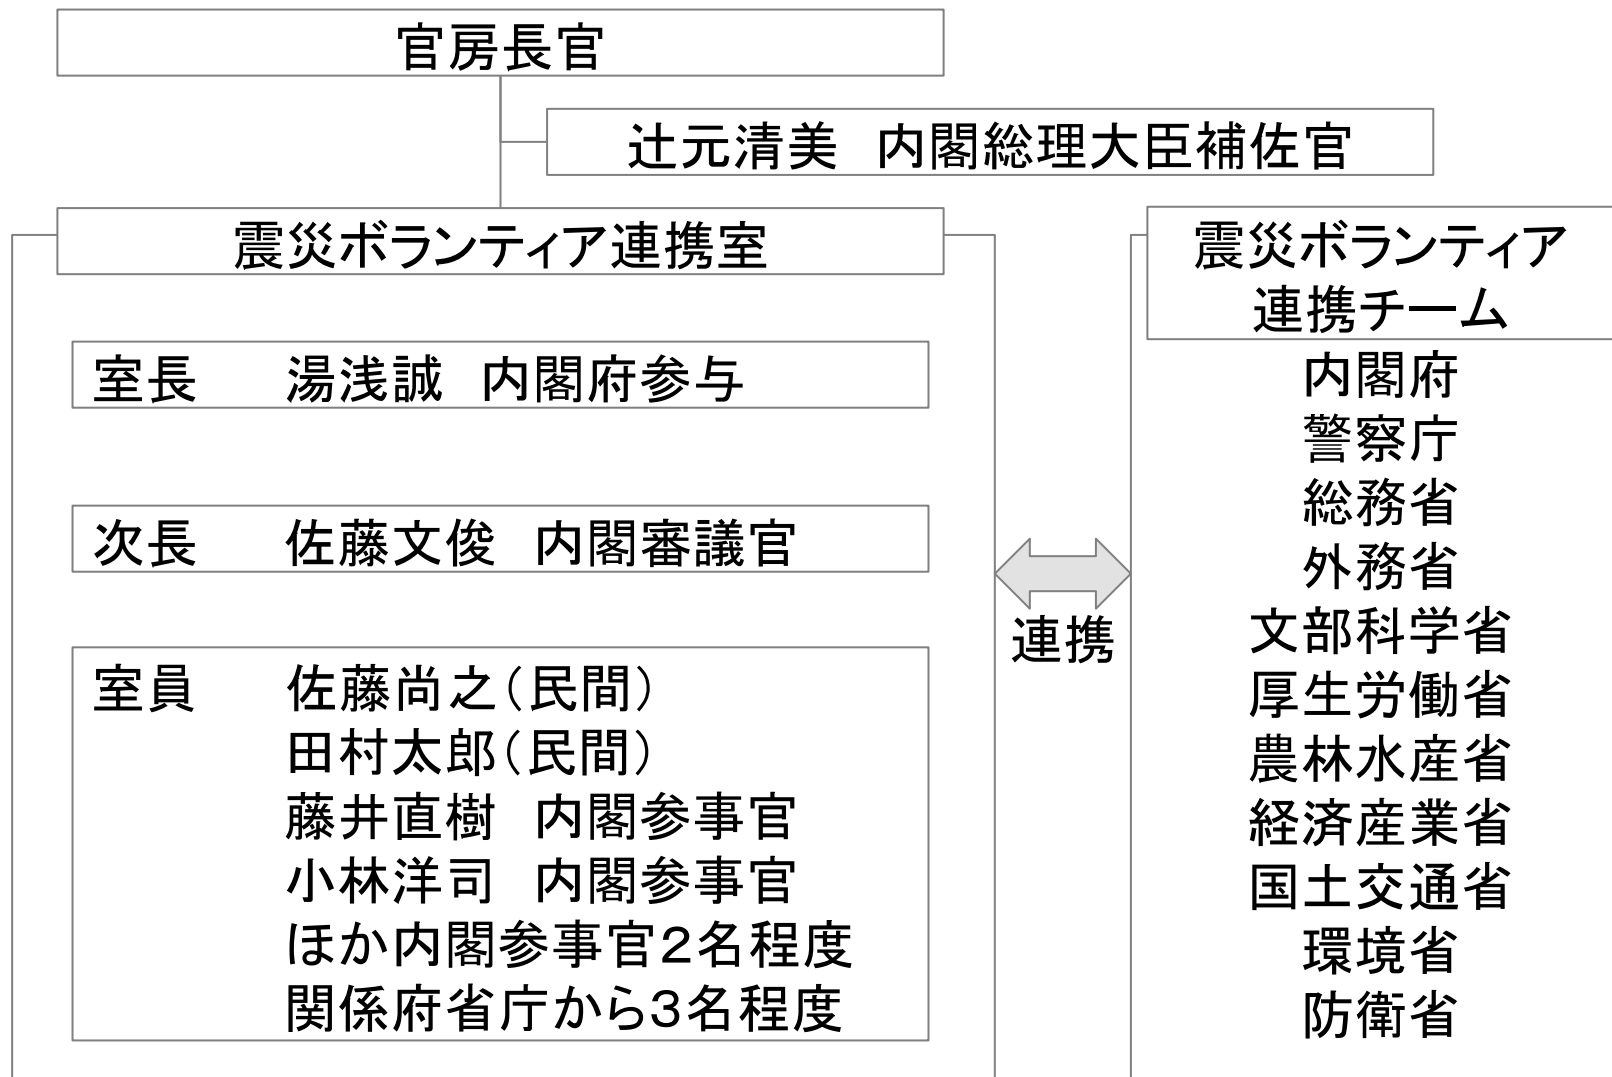 官房長官
辻元清美　内閣総理大臣補佐官
震災ボランティア連携室
室長　湯浅誠　内閣府参与
次長　佐藤文俊　内閣審議官
室員　佐藤尚之（民間）
田村太郎（民間）
藤井直樹　内閣参事官
小林洋司　内閣参事官
ほか内閣参事官２名程度
関係府省庁から３名程度
連携
震災ボランティア
連携チーム
内閣府
警察庁
総務省
外務省
文部科学省
厚生労働省
農林水産省
経済産業省
国土交通省
環境省
防衛省